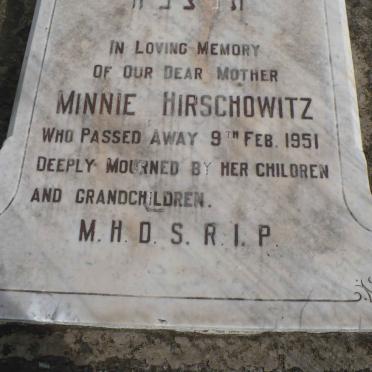 IN LOVING MEMORY
OF OUR DEAR MOTHER
MINNIE HIRSCHOWITZ
WHO PASSED AWAY 9TH FEB. 1951
DEEPLY MOURNED BY HER CHILDREN
AND GRANDCHILDREN.
M.H.D.S.R.I.P.